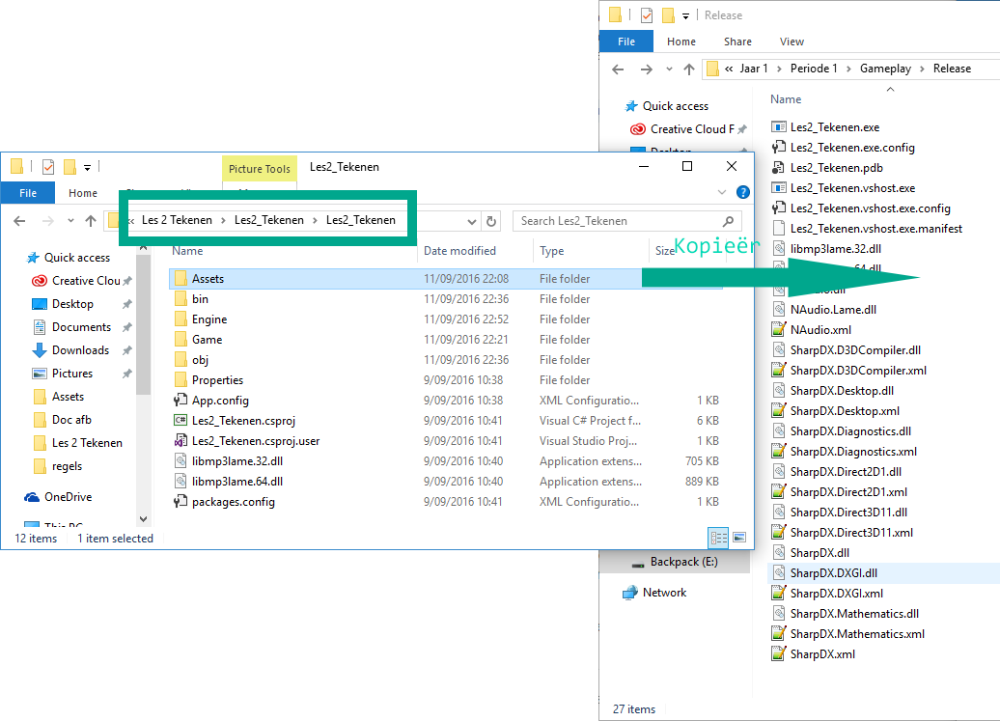 Release
File Home Share View
« Jaar 1 > Periode 1 > Gameplay > Release
Name
Quick access
Creative Cloud F
Les2_Tekenen.exe
Les2_Tekenen.exe.config
Les2_Tekenen.pdb
Les2_Tekenen.vshost.exe
Les2_Tekenen.vshost.exe.config
Les2_Tekenen.vshost.exe.manifest
libmp3lame.32.dll
NAudio.Lame.dll
NAudio.xml
SharpDX.D3DCompiler.dll
SharpDX.D3DCompiler.xml
SharpDX.Desktop.dll
SharpDX.Desktop.xml
SharpDX.Diagnostics.dll
SharpDX.Diagnostics.xml
SharpDX.Direct2D1.dll
SharpDX.Direct2D1.xml
SharpDX.Direct3D11.dll
SharpDX.Direct3D11.xml
SharpDX.dll
SharpDX.DXGI.dll
SharpDX.DXGI.xml
SharpDX.Mathematics.dll
SharpDX.Mathematics.xml
SharpDX.xml
Backpack (E:)
Network
27 items
Picture Tools Les2_Tekenen
File Home
« Les 2 Tekenen > Les2_Tekenen > Les2_Tekenen
Search Les2_Tekenen
Kopieër
Quick access
Creative Clou
Desktop
Documents
Downloads
Pictures
Assets
Doc afb
Les 2 Tekenen
regels
OneDrive
Name Date modified Type Size
Assets 11/09/2016 22:08 File folder
bin 11/09/2016 22:36 File folder
Engine 11/09/2016 22:52 File folder
Game 11/09/2016 22:21 File folder
obj 11/09/2016 22:36 File folder
Properties 9/09/2016 10:38 File folder
App.config 9/09/2016 10:38 XML Configuratio... 1 KB
Les2_Tekenen.csproj 9/09/2016 10:41 Visual C# Project f... 6 KB
Les2_Tekenen.csproj.user 9/09/2016 10:41 Visual Studio Proj... 1 KB
libmp3lame.32.dll 9/09/2016 10:40 Application extens... 705 KB
libmp3lame.64.dll 9/09/2016 10:40 Application extens... 889 KB
packages.config 9/09/2016 10:41 XML Configuratio... 1 KB
12 items 1 item selected